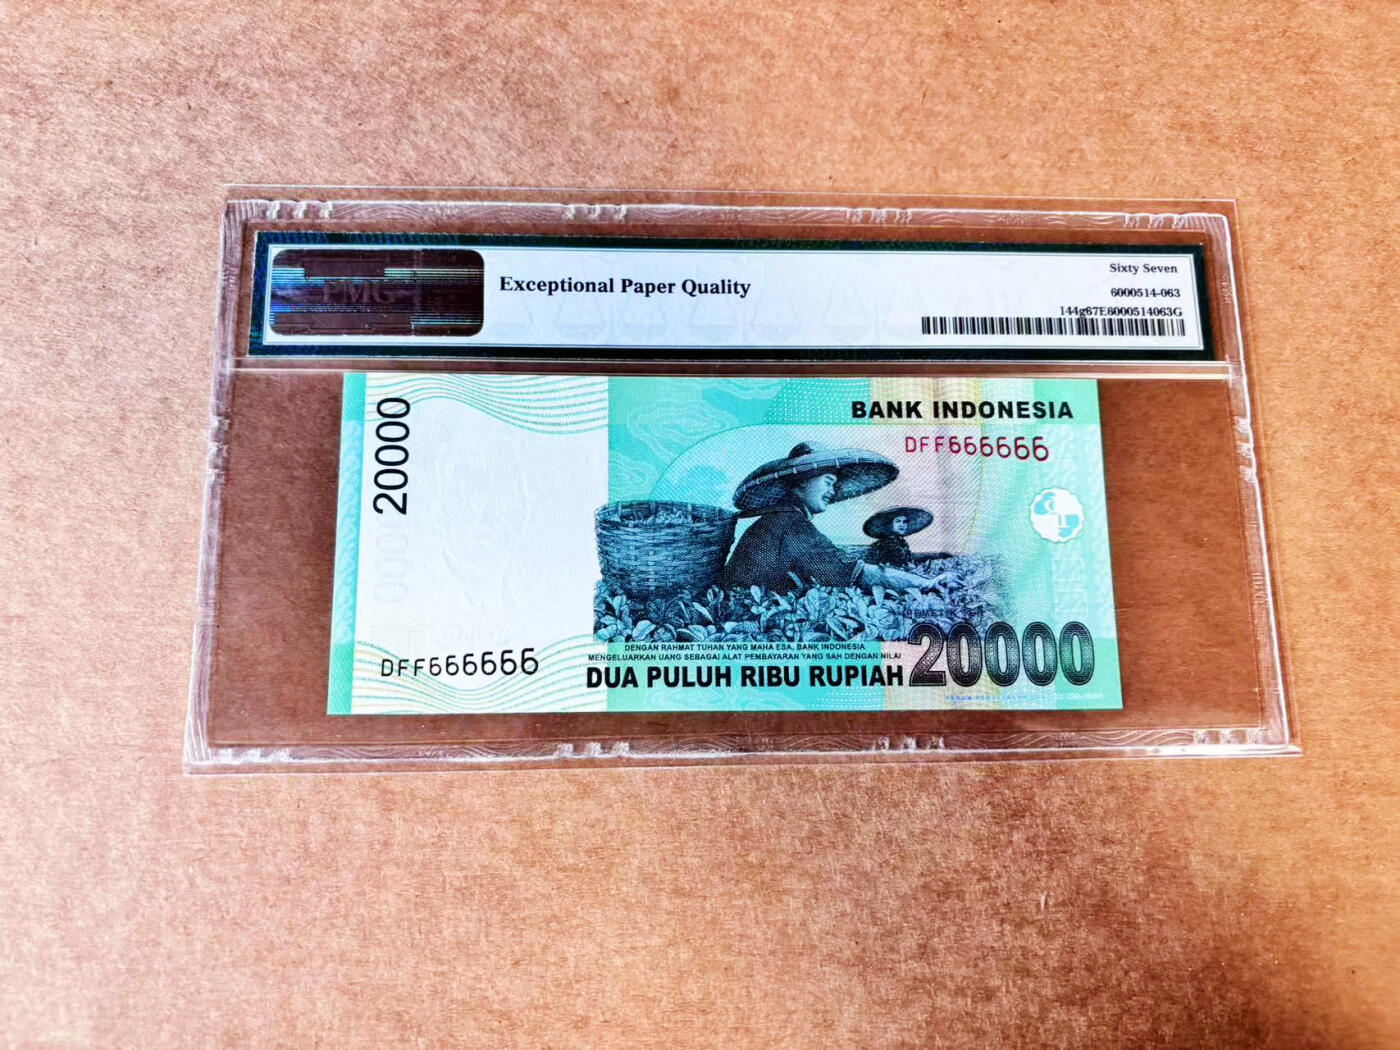 PMG
Exceptional Paper Quality
Sixty Seven
6000514-063
144g67E6000514063G
20000
BANK INDONESIA
DFF666666
DFF666666
DENGAN RAHMAT TUHAN YANG MAHA ESA, BANK INDONESIA
MENGELUARKAN UANG SEBAGAI ALAT PEMBAYARAN YANG SAH DENGAN NILAI
DUA PULUH RIBU RUPIAH
20000